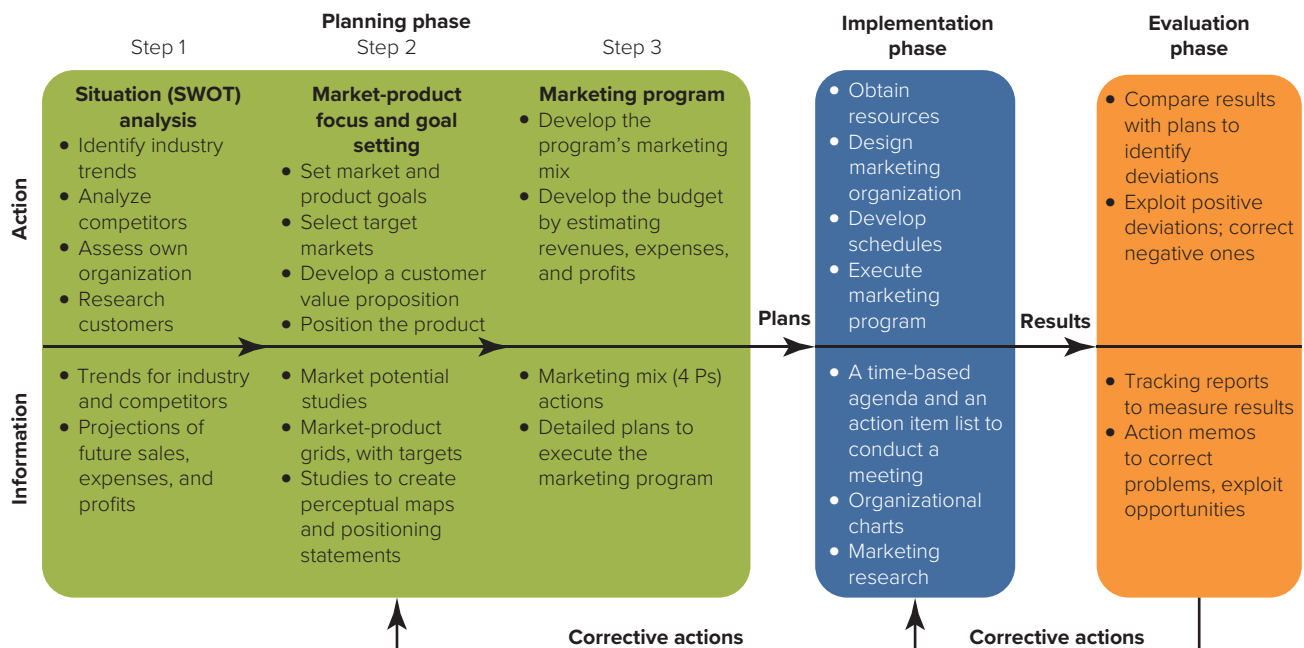 Planning phase
Step 1
Step 2
Step 3
Implementation
phase
Evaluation
phase
Action
Situation (SWOT)
analysis
• Identify industry
trends
• Analyze
competitors
• Assess own
organization
• Research
customers
Market-product
focus and goal
setting
• Set market and
product goals
• Select target
markets
• Develop a customer
value proposition
• Position the product
Marketing program
• Develop the
program’s marketing
mix
• Develop the budget
by estimating
revenues, expenses,
and profits
Plans
• Obtain
resources
• Design
marketing
organization
• Develop
schedules
• Execute
marketing
program
Results
• Compare results
with plans to
identify
deviations
• Exploit positive
deviations; correct
negative ones
Information
• Trends for industry
and competitors
• Projections of
future sales,
expenses, and
profits
• Market potential
studies
• Market-product
grids, with targets
• Studies to create
perceptual maps
and positioning
statements
• Marketing mix (4 Ps)
actions
• Detailed plans to
execute the
marketing program
• A time-based
agenda and an
action item list to
conduct a
meeting
• Organizational
charts
• Marketing
research
• Tracking reports
to measure results
• Action memos
to correct
problems, exploit
opportunities
Corrective actions
Corrective actions